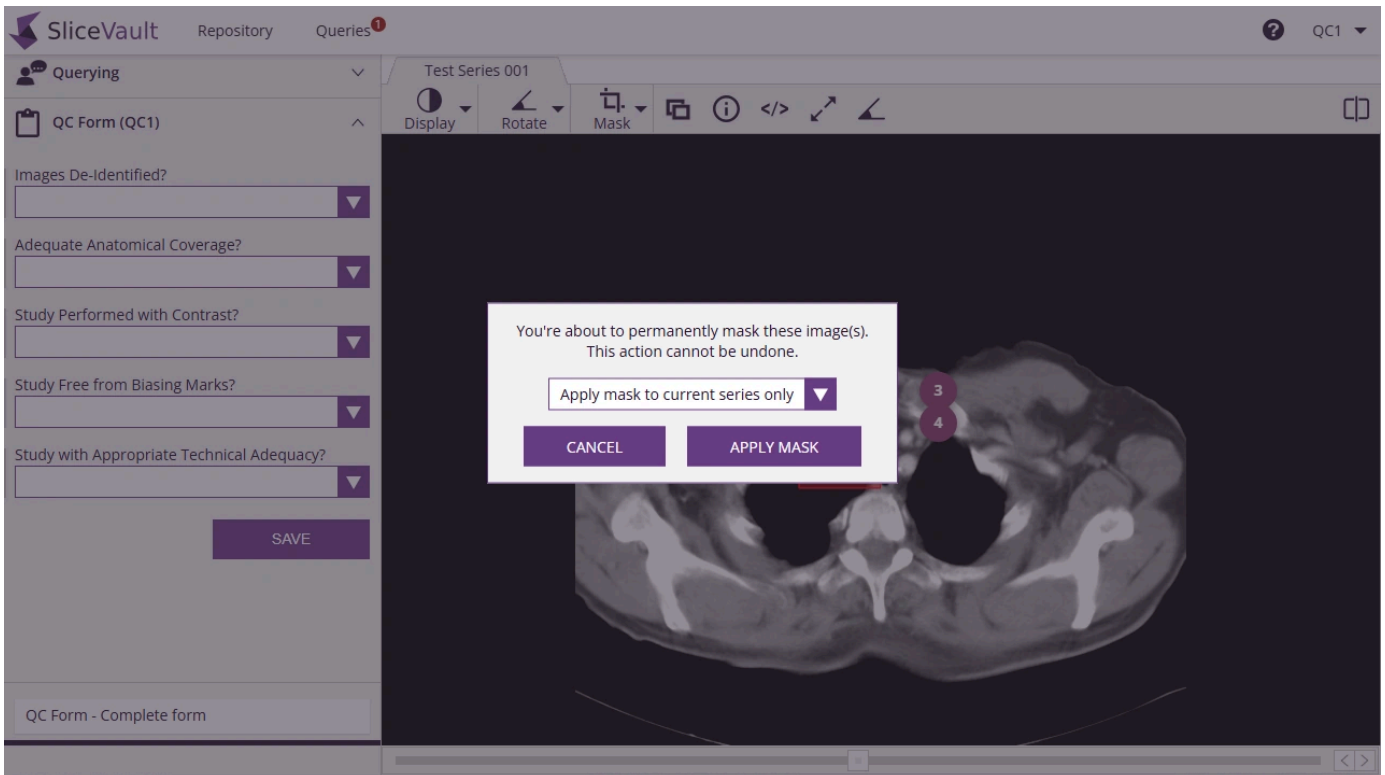 SliceVault
Repository
Queries
1
?
QC1
Querying
QC Form (QC1)
Images De-Identified?
Adequate Anatomical Coverage?
Study Performed with Contrast?
Study Free from Biasing Marks?
Study with Appropriate Technical Adequacy?
SAVE
QC Form - Complete form
Test Series 001
Display
Rotate
Mask
i
</>
You're about to permanently mask these image(s).
This action cannot be undone.
Apply mask to current series only
CANCEL
APPLY MASK
3
4